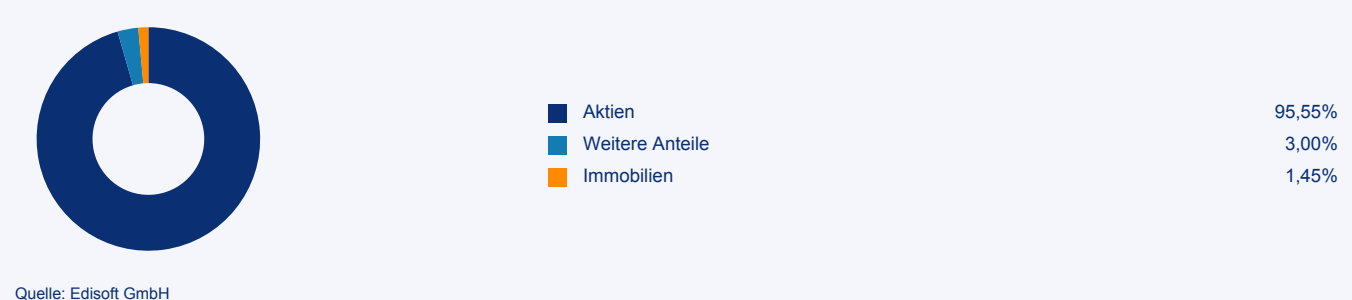 Aktien 95,55%
Weitere Anteile 3,00%
Immobilien 1,45%
Quelle: Edisoft GmbH